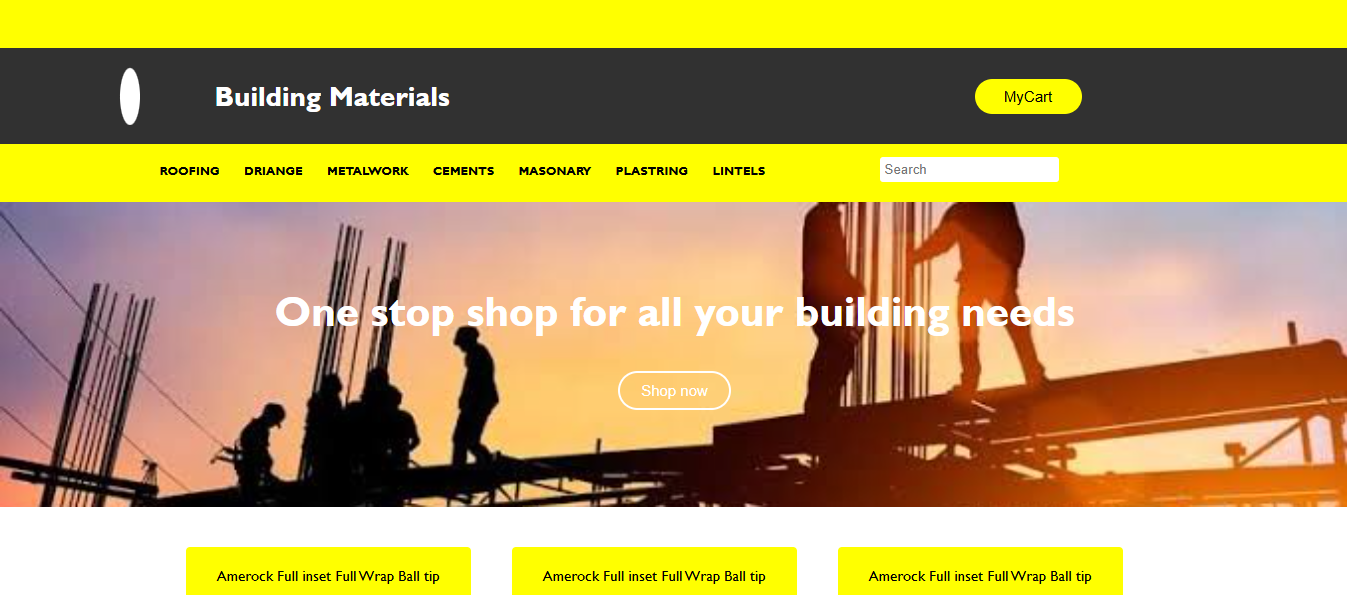 Building Materials
MyCart
ROOFING DRIANGE METALWORK CEMENTS MASONARY PLASTRING LINTELS
Search
One stop shop for all your building needs
Shop now
Amerock Full inset Full Wrap Ball tip
Amerock Full inset Full Wrap Ball tip
Amerock Full inset Full Wrap Ball tip